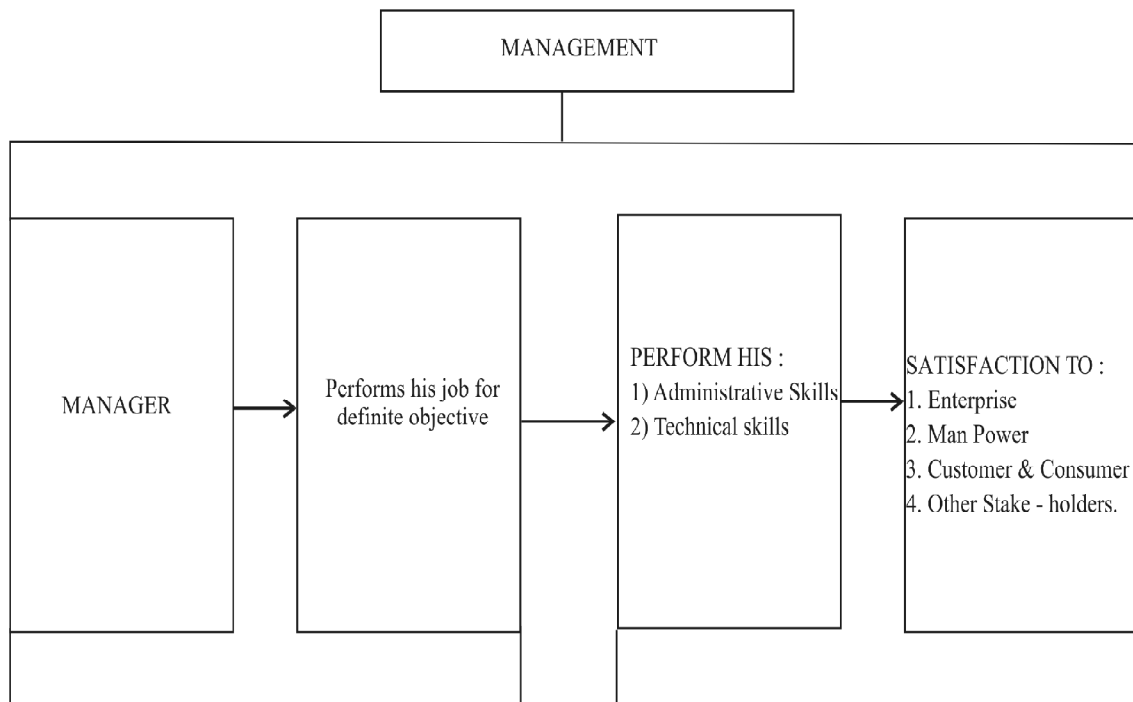 MANAGEMENT
MANAGER
Performs his job for
definite objective
PERFORM HIS :
1) Administrative Skills
2) Technical skills
SATISFACTION TO :
1. Enterprise
2. Man Power
3. Customer & Consumer
4. Other Stake - holders.